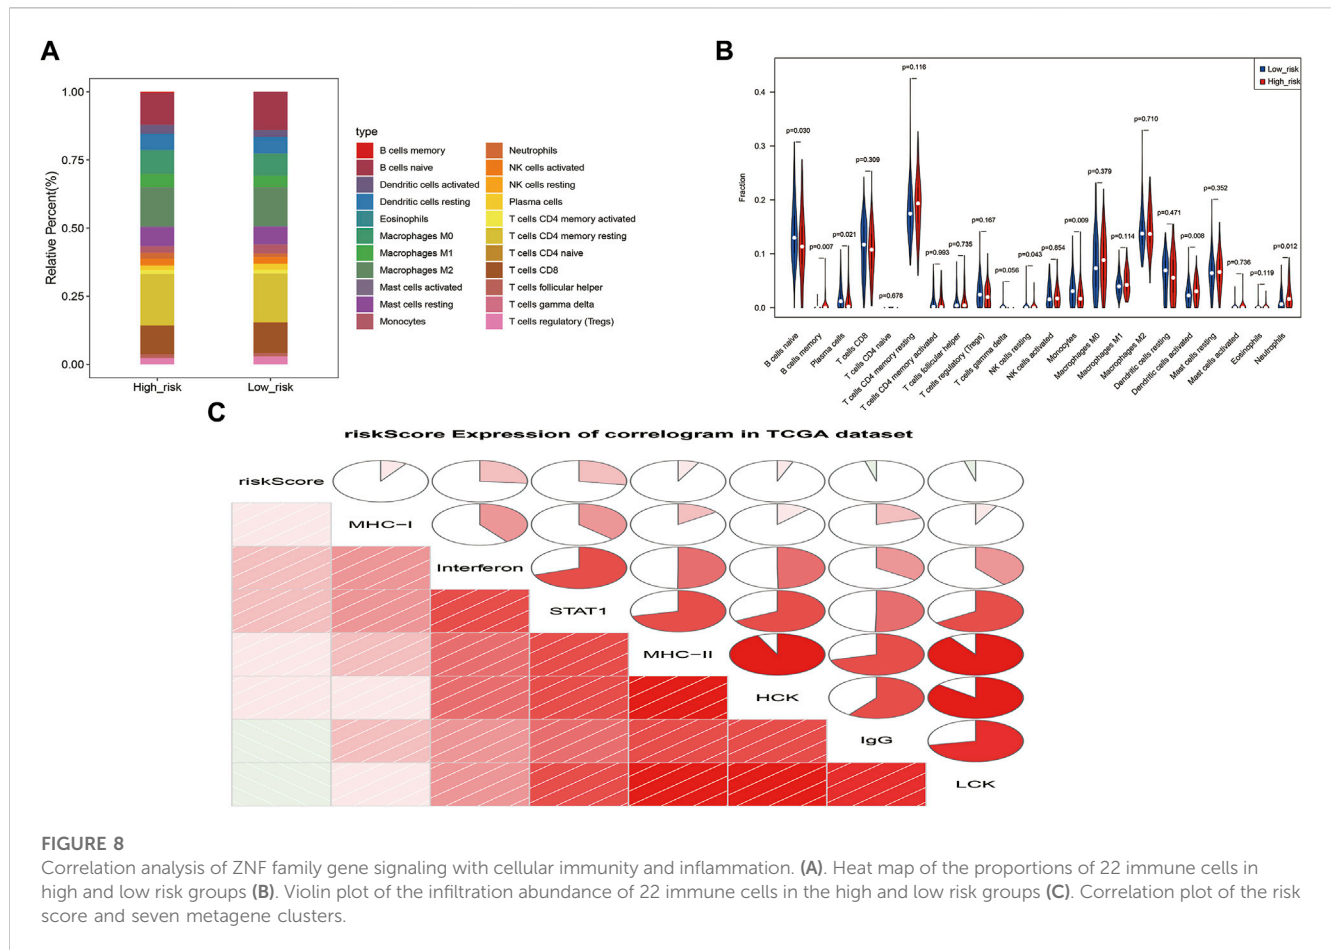 A
1.00
0.75
0.50
0.25
0.00
Relative Percent(%)
High_risk
Low_risk
type
B cells memory
B cells naive
Dendritic cells activated
Dendritic cells resting
Eosinophils
Macrophages M0
Macrophages M1
Macrophages M2
Mast cells activated
Mast cells resting
Monocytes
Neutrophils
NK cells activated
NK cells resting
Plasma cells
T cells CD4 memory activated
T cells CD4 memory resting
T cells CD4 naive
T cells CD8
T cells follicular helper
T cells gamma delta
T cells regulatory (Tregs)
B
Low_risk
High_risk
Fraction
0.4
0.3
0.2
0.1
0.0
p=0.030
p=0.007
p=0.021
p=0.309
p=0.678
p=0.116
p=0.993
p=0.735
p=0.167
p=0.056
p=0.043
p=0.854
p=0.009
p=0.379
p=0.114
p=0.710
p=0.471
p=0.008
p=0.352
p=0.736
p=0.119
p=0.012
B cells naive
B cells memory
Plasma cells
T cells CD8
T cells CD4 naive
T cells CD4 memory resting
T cells CD4 memory activated
T cells follicular helper
T cells regulatory (Tregs)
T cells gamma delta
NK cells resting
NK cells activated
Monocytes
Macrophages M0
Macrophages M1
Macrophages M2
Dendritic cells resting
Dendritic cells activated
Mast cells resting
Mast cells activated
Eosinophils
Neutrophils
C
riskScore Expression of correlogram in TCGA dataset
riskScore
MHC−I
Interferon
STAT1
MHC−II
HCK
IgG
LCK
FIGURE 8
Correlation analysis of ZNF family gene signaling with cellular immunity and inflammation. (A). Heat map of the proportions of 22 immune cells in
high and low risk groups (B). Violin plot of the infiltration abundance of 22 immune cells in the high and low risk groups (C). Correlation plot of the risk
score and seven metagene clusters.